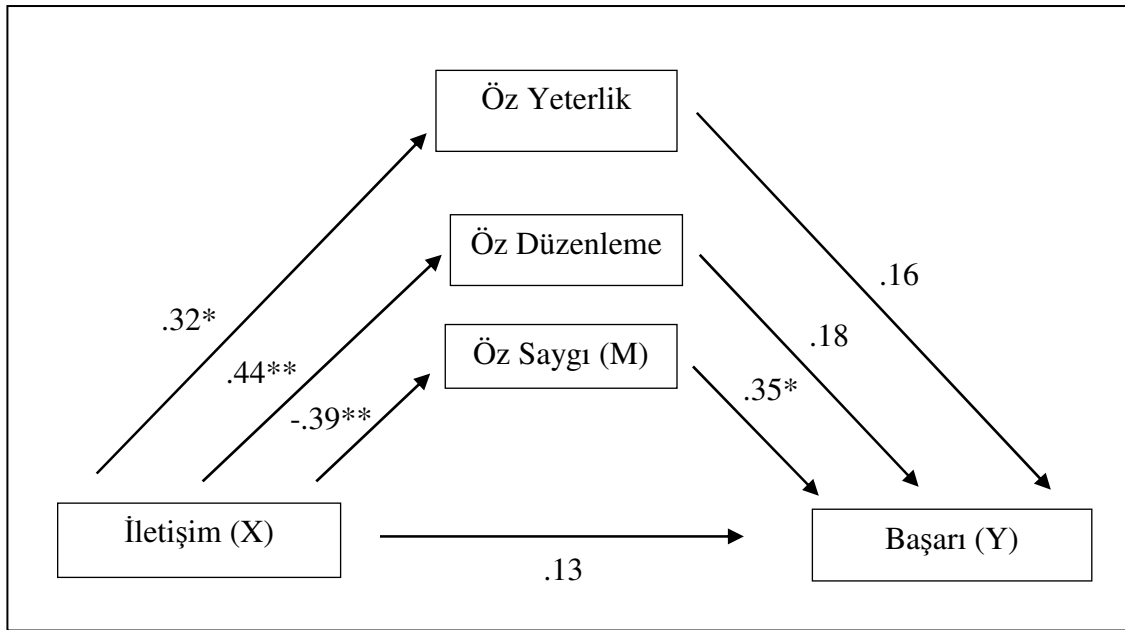 Öz Yeterlik
Öz Düzenleme
.16
.32*
Öz Saygı (M)
.18
.44**
.35*
-.39**
İletişim (X)
Başarı (Y)
.13